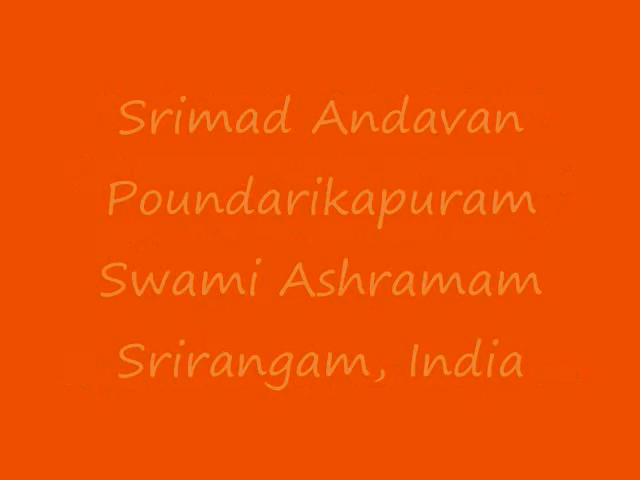 Srimad Andavan
Poundarikapuram
Swami Ashramam
Srirangam, India